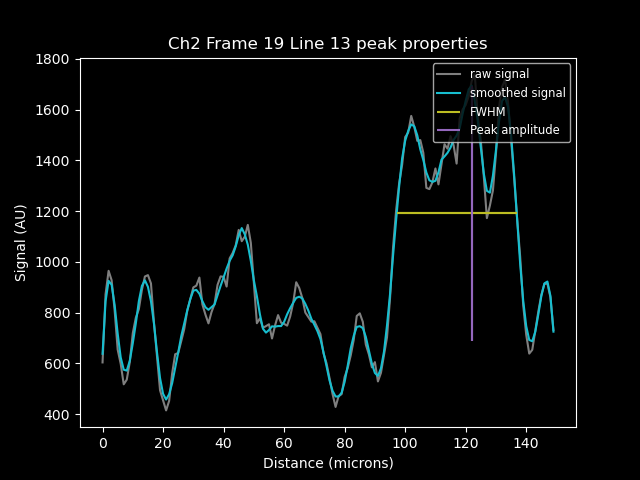 Ch2 Frame 19 Line 13 peak properties
raw signal
smoothed signal
FWHM
Peak amplitude
Signal (AU)
1800
1600
1400
1200
1000
800
600
400
0 20 40 60 80 100 120 140
Distance (microns)